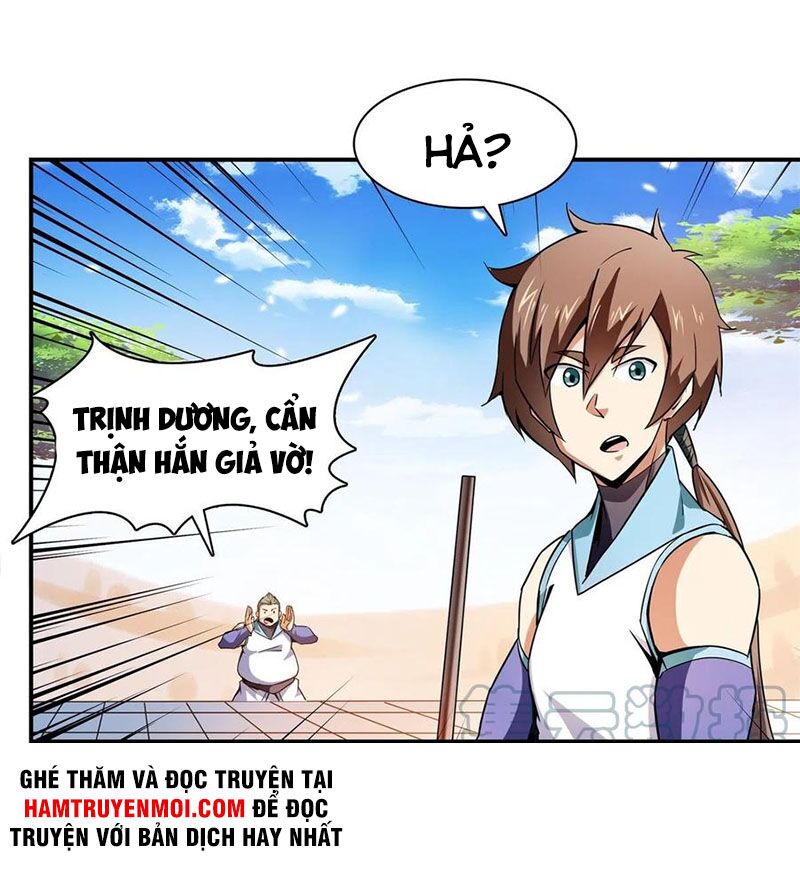 HẢ?
TRỊNH DƯƠNG, CẨN
THẬN HẮN GIẢ VỜ!
GHÉ THĂM VÀ ĐỌC TRUYỆN TẠI
HAMTRUYENMOI.COM ĐỂ ĐỌC
TRUYỆN VỚI BẢN DỊCH HAY NHẤT